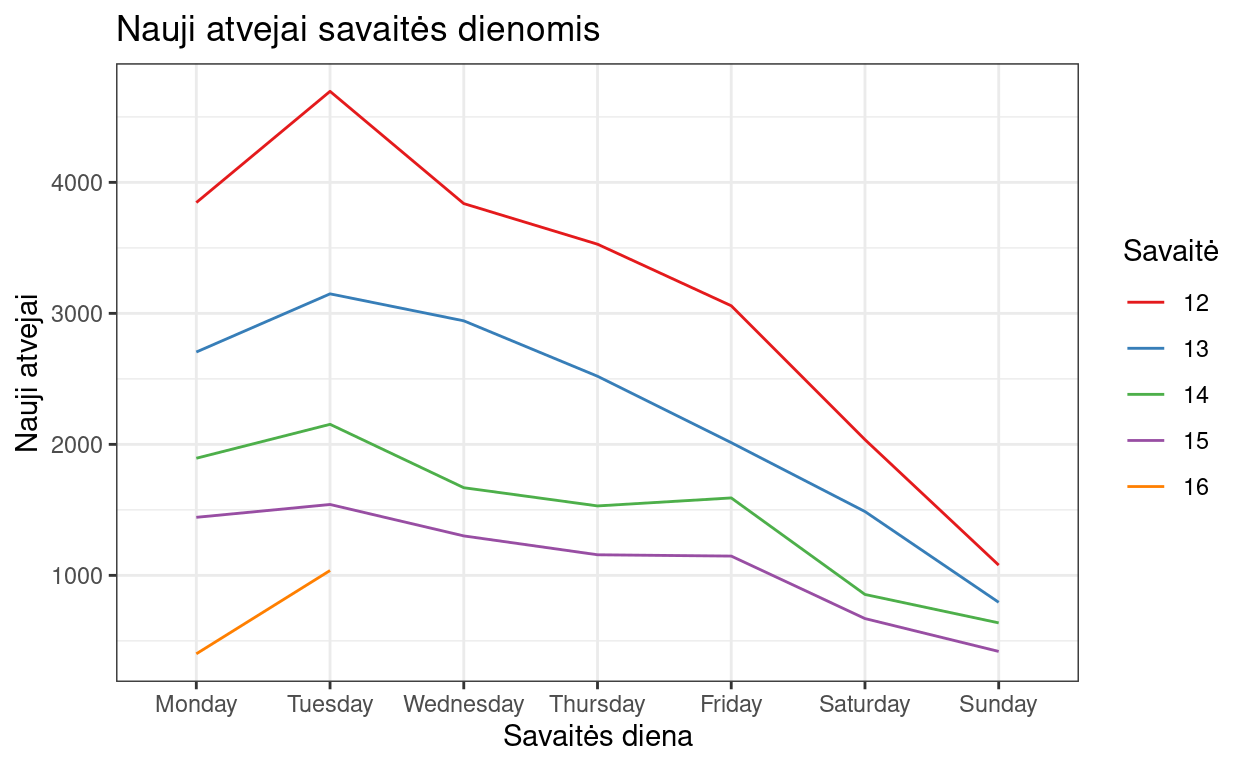 Nauji atvejai savaitės dienomis
Nauji atvejai
4000
3000
2000
1000
Monday Tuesday Wednesday Thursday Friday Saturday Sunday
Savaitės diena
Savaitė
12
13
14
15
16